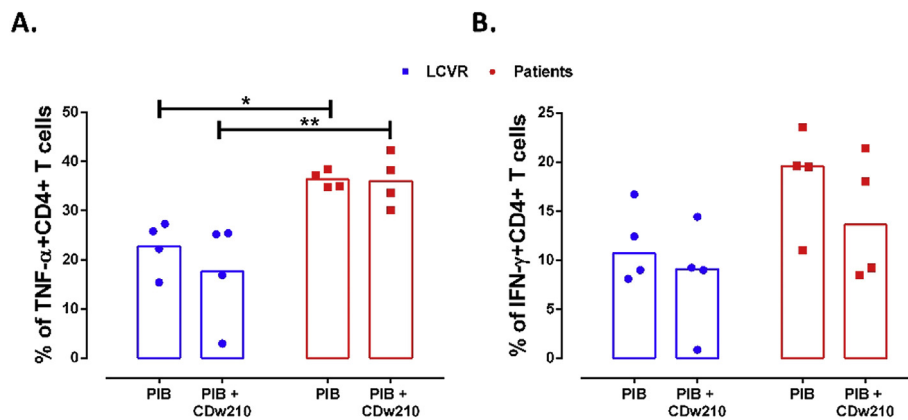 A.
B.
LCVR
Patients
% of TNF-α+CD4+ T cells
50
40
30
20
10
0
*
**
PIB
PIB +
CDw210
PIB
PIB +
CDw210
% of IFN-γ+CD4+ T cells
25
20
15
10
5
0
PIB
PIB +
CDw210
PIB
PIB +
CDw210